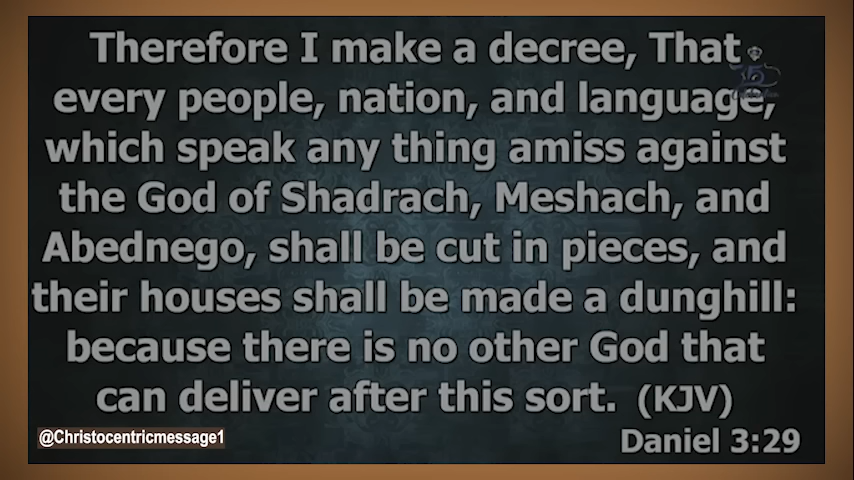 Therefore I make a decree, That
every people, nation, and language,
which speak any thing amiss against
the God of Shadrach, Meshach, and
Abednego, shall be cut in pieces, and
their houses shall be made a dunghill:
because there is no other God that
can deliver after this sort. (KJV)
@Christocentricmessage1
Daniel 3:29